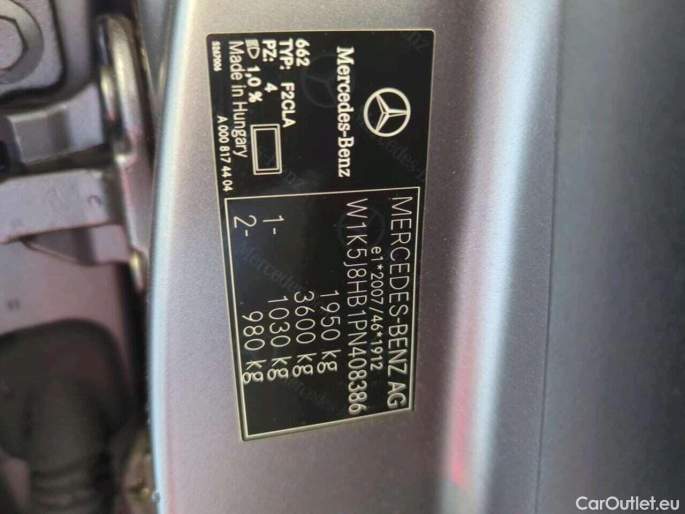 Mercedes-Benz
662
TYP: F2CLA
PZ: 4
1,0 %
Made in Hungary
A 000 817 44 04
5267006
MERCEDES-BENZ AG
e1*2007/46*1912
W1K5J8HB1PN408386
1950 kg
3600 kg
1- 1030 kg
2- 980 kg
CarOutlet.eu